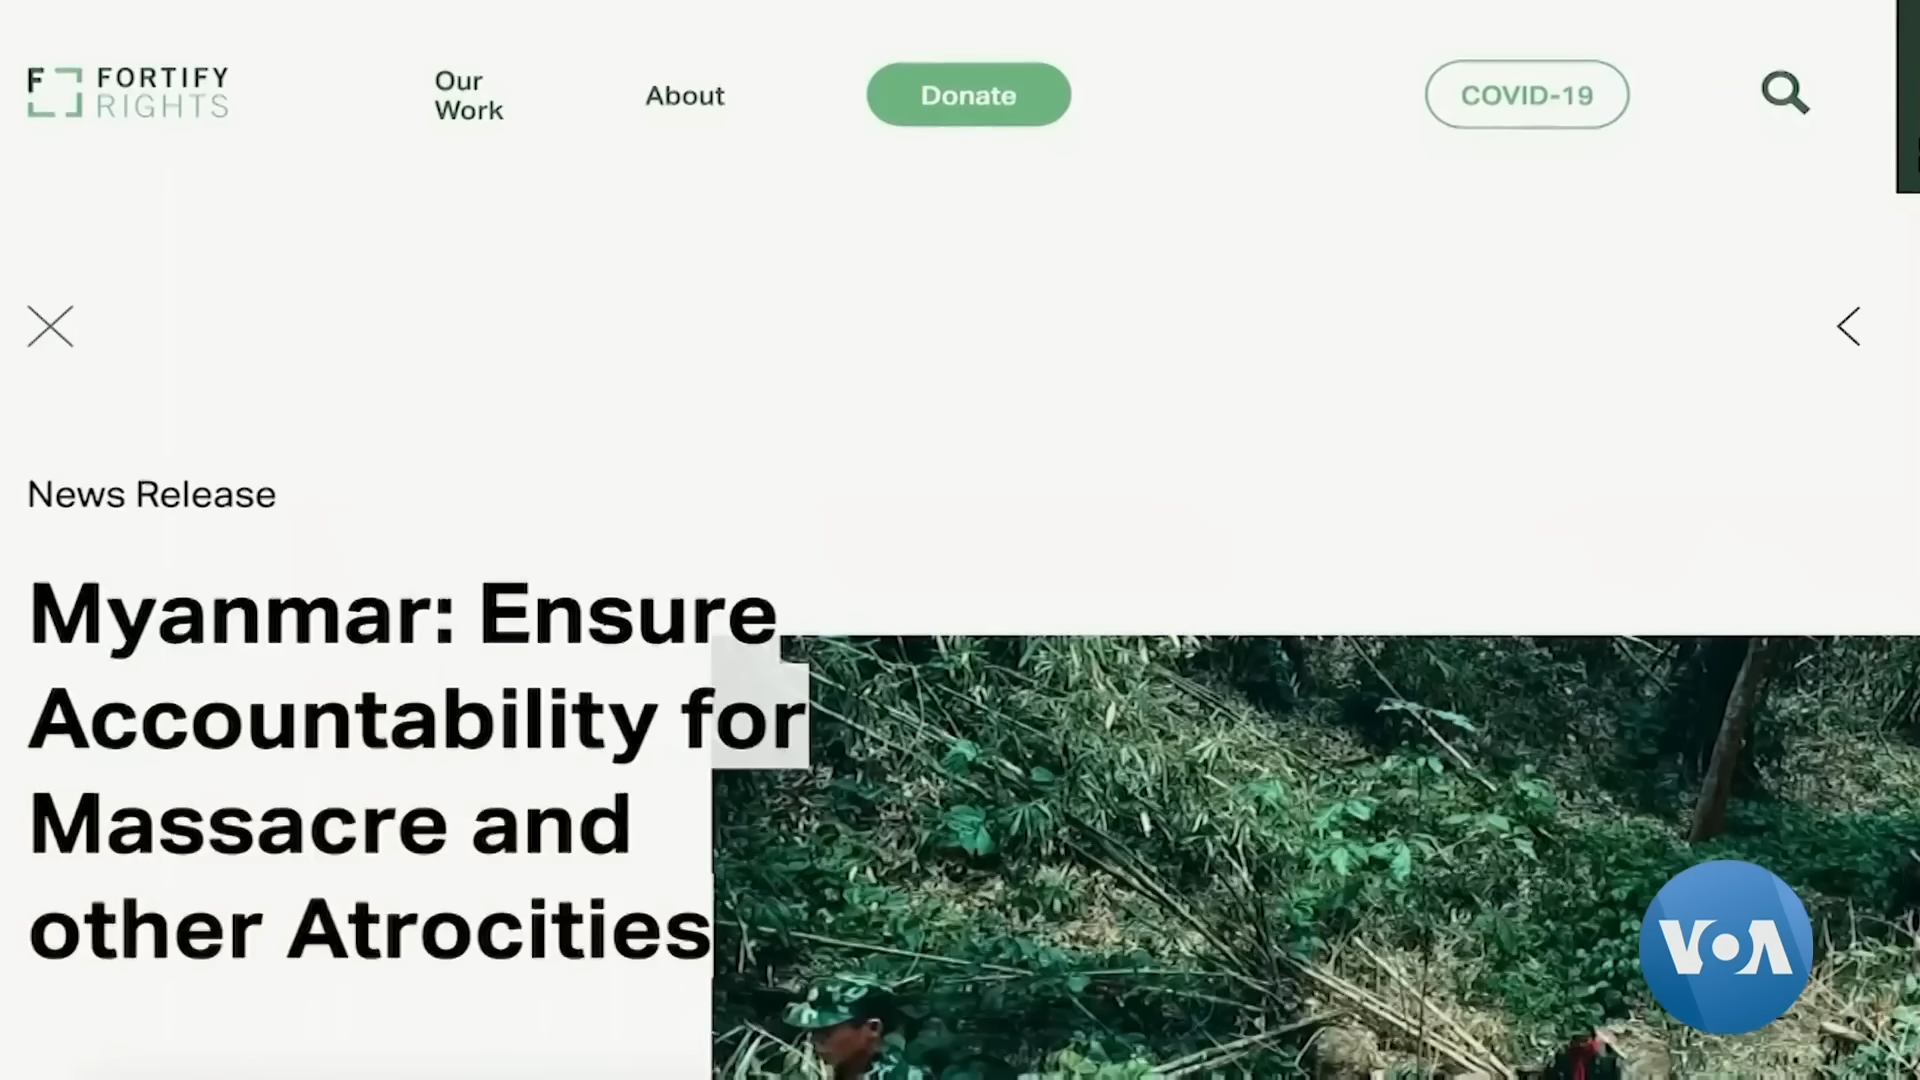 F FORTIFY
RIGHTS
Our
Work
About
Donate
COVID-19
News Release
Myanmar: Ensure
Accountability for
Massacre and
other Atrocities
VOA